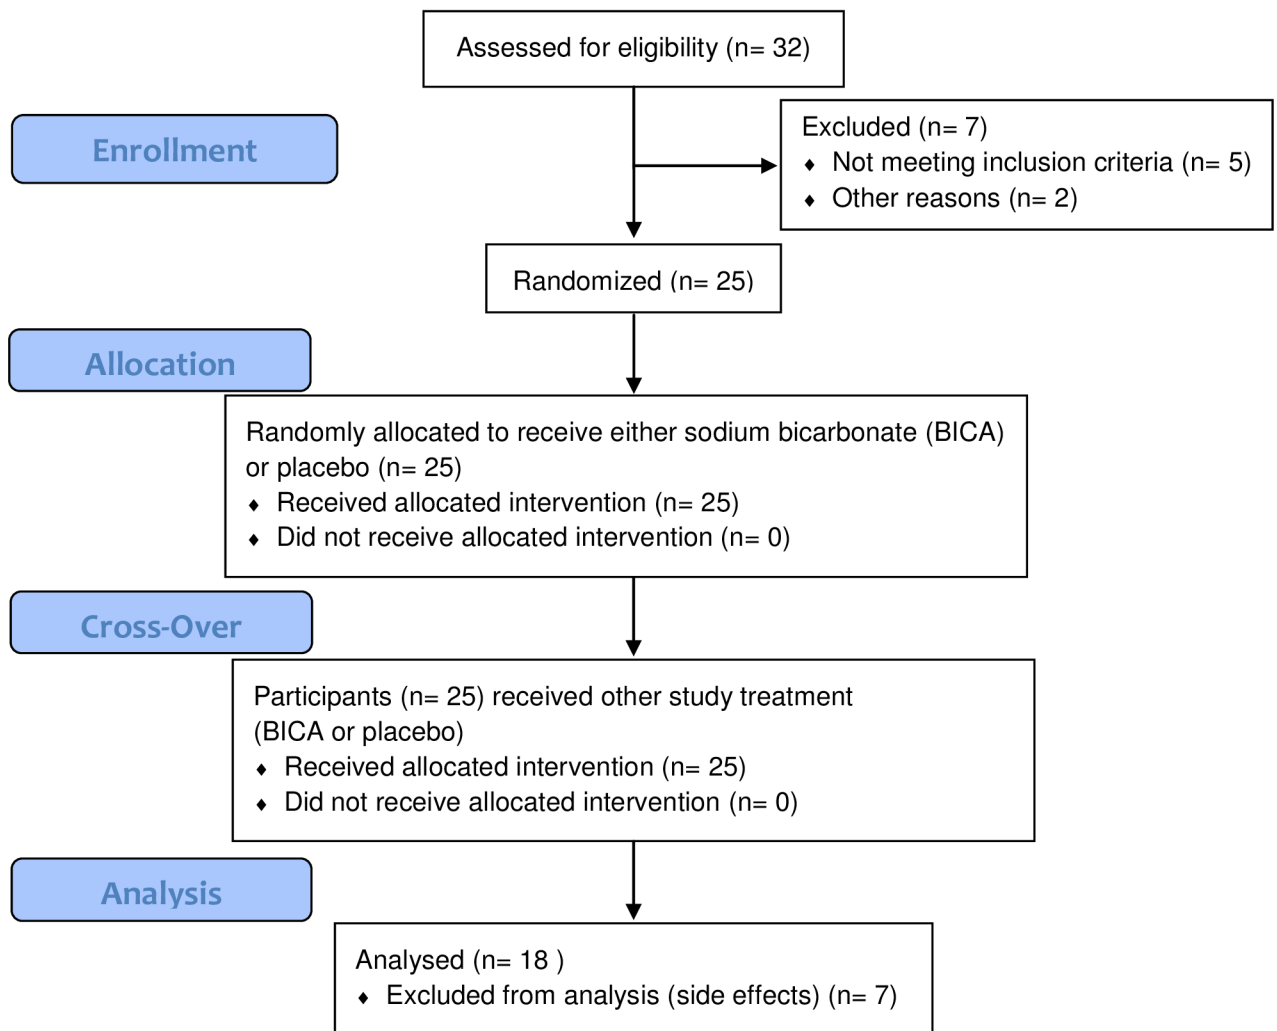 Assessed for eligibility (n= 32)
Enrollment
Excluded (n= 7)
♦ Not meeting inclusion criteria (n= 5)
♦ Other reasons (n= 2)
Randomized (n= 25)
Allocation
Randomly allocated to receive either sodium bicarbonate (BICA)
or placebo (n= 25)
♦ Received allocated intervention (n= 25)
♦ Did not receive allocated intervention (n= 0)
Cross-Over
Participants (n= 25) received other study treatment
(BICA or placebo)
♦ Received allocated intervention (n= 25)
♦ Did not receive allocated intervention (n= 0)
Analysis
Analysed (n= 18 )
♦ Excluded from analysis (side effects) (n= 7)